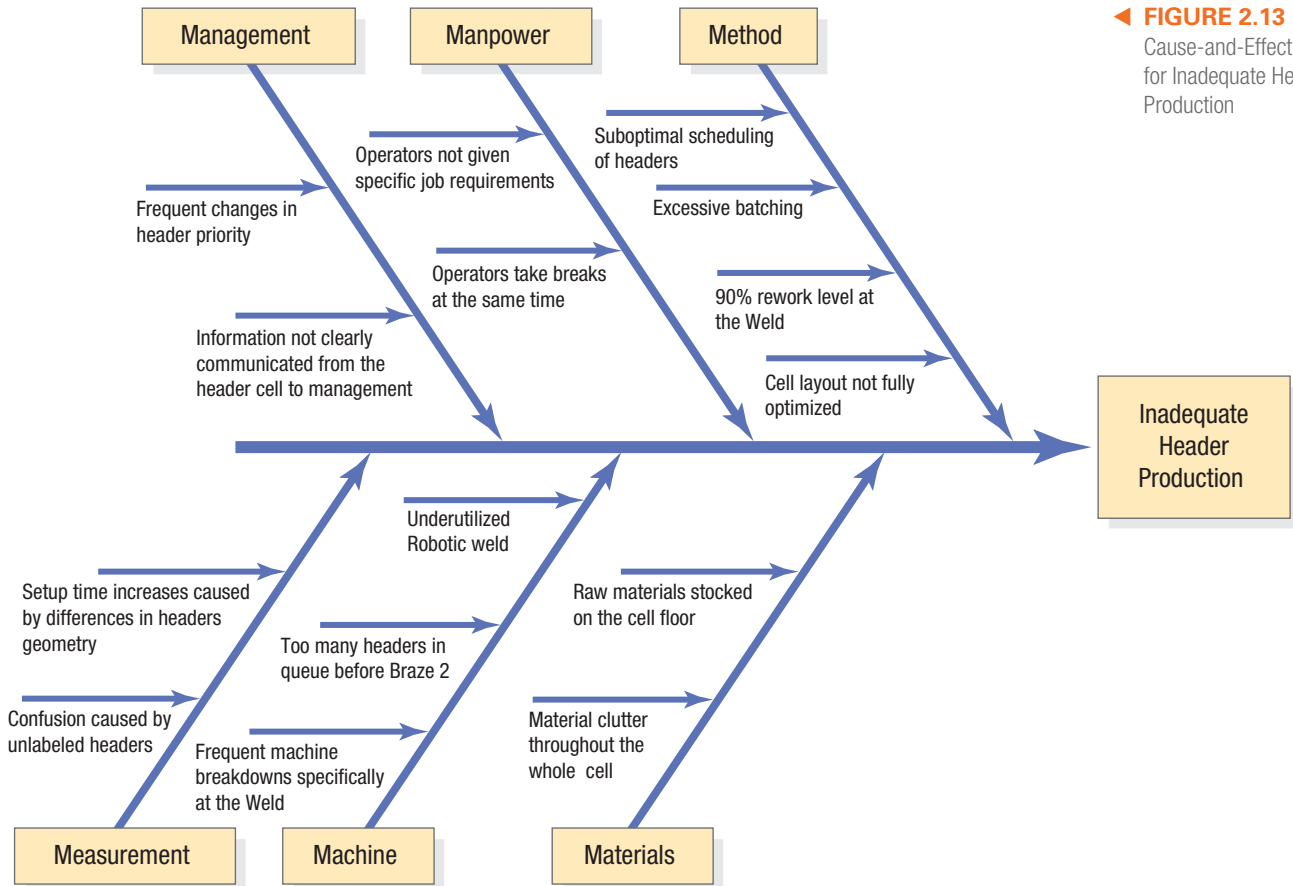 Management
Manpower
Method
◄ FIGURE 2.13
Cause-and-Effect
for Inadequate He
Production
Suboptimal scheduling
of headers
Operators not given
specific job requirements
Frequent changes in
header priority
Excessive batching
Operators take breaks
at the same time
90% rework level at
the Weld
Information not clearly
communicated from the
header cell to management
Cell layout not fully
optimized
Inadequate
Header
Production
Underutilized
Robotic weld
Setup time increases caused
by differences in headers
geometry
Raw materials stocked
on the cell floor
Too many headers in
queue before Braze 2
Confusion caused by
unlabeled headers
Frequent machine
breakdowns specifically
at the Weld
Material clutter
throughout the
whole cell
Measurement
Machine
Materials